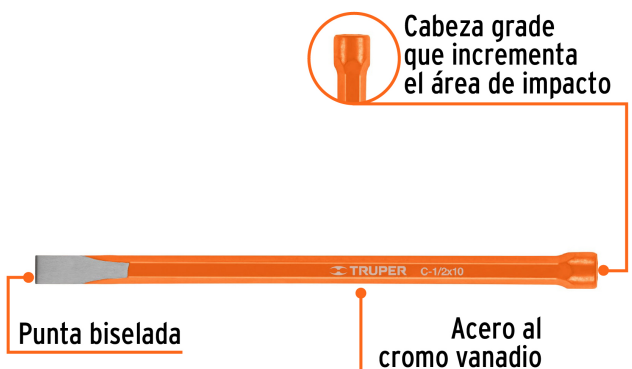 Cabeza grade
que incrementa
el área de impacto
TRUPER C-1/2x10
Punta biselada
Acero al
cromo vanadio